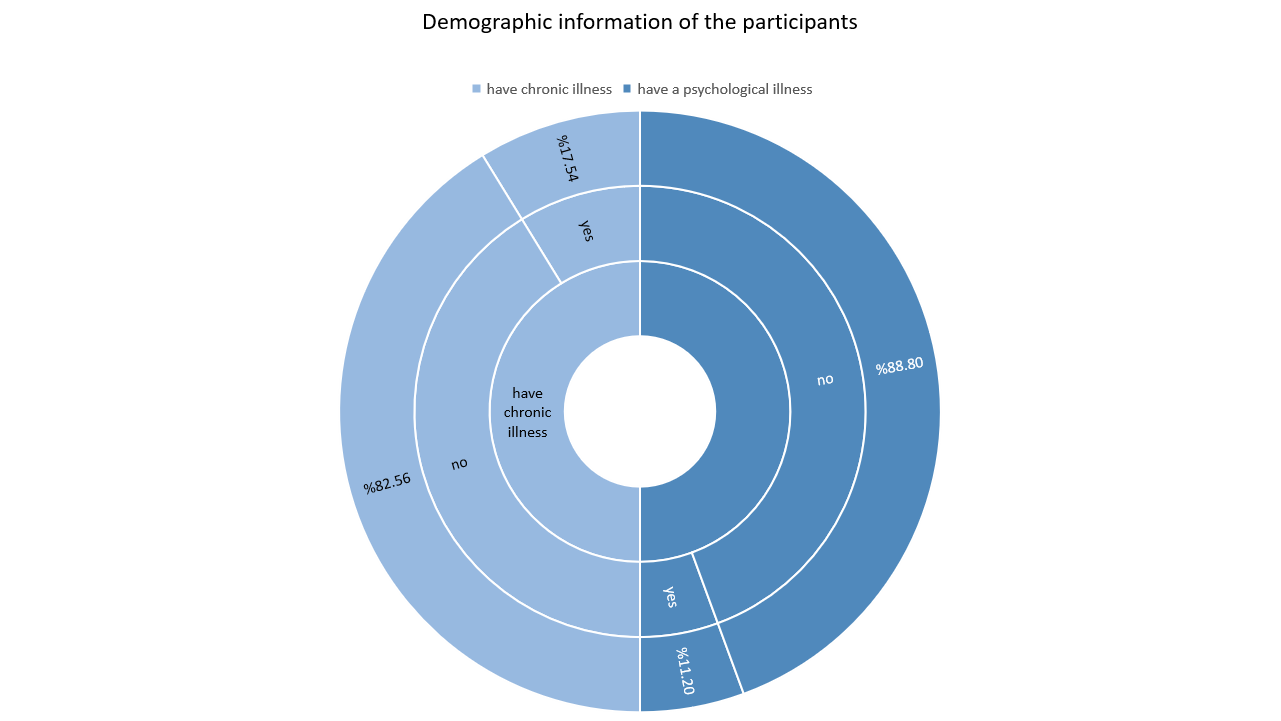 Demographic information of the participants
have chronic illness have a psychological illness
%17.54
yes
%88.80
no
have
chronic
illness
no
%82.56
yes
%11.20